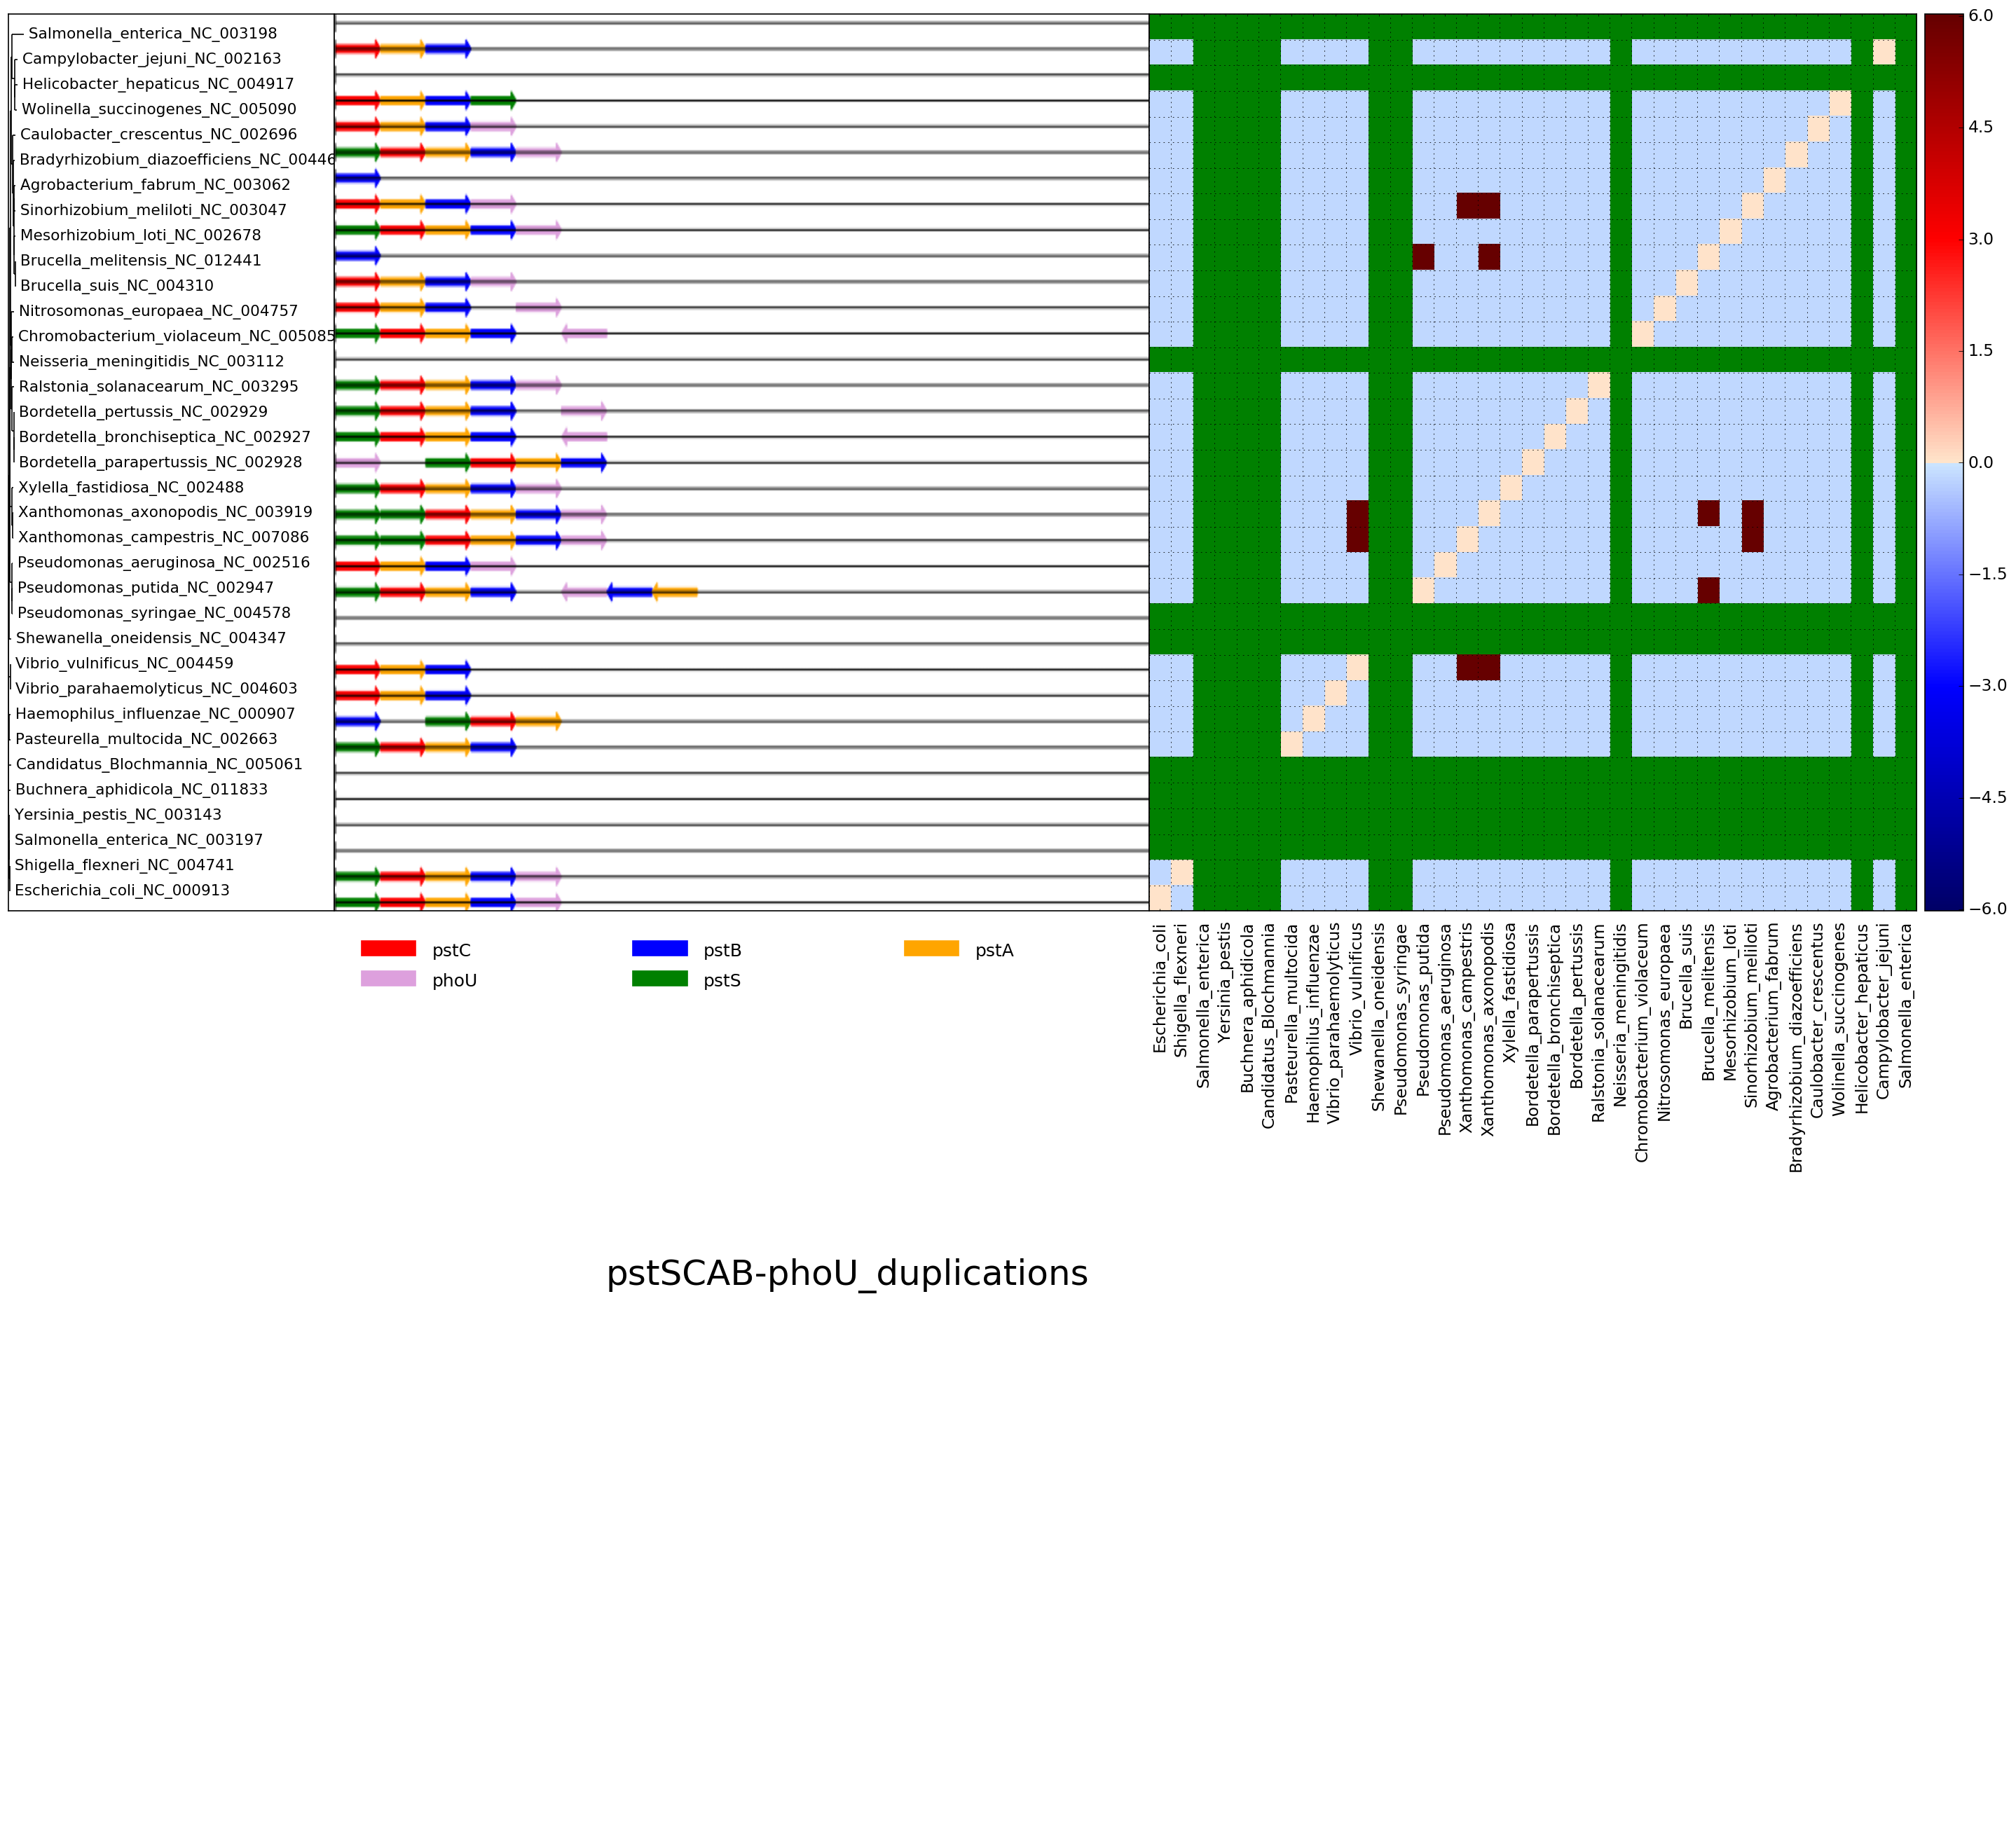 Salmonella_enterica_NC_003198
Campylobacter_jejuni_NC_002163
Helicobacter_hepaticus_NC_004917
Wolinella_succinogenes_NC_005090
Caulobacter_crescentus_NC_002696
Bradyrhizobium_diazoefficiens_NC_00446
Agrobacterium_fabrum_NC_003062
Sinorhizobium_meliloti_NC_003047
Mesorhizobium_loti_NC_002678
Brucella_melitensis_NC_012441
Brucella_suis_NC_004310
Nitrosomonas_europaea_NC_004757
Chromobacterium_violaceum_NC_005085
Neisseria_meningitidis_NC_003112
Ralstonia_solanacearum_NC_003295
Bordetella_pertussis_NC_002929
Bordetella_bronchiseptica_NC_002927
Bordetella_parapertussis_NC_002928
Xylella_fastidiosa_NC_002488
Xanthomonas_axonopodis_NC_003919
Xanthomonas_campestris_NC_007086
Pseudomonas_aeruginosa_NC_002516
Pseudomonas_putida_NC_002947
Pseudomonas_syringae_NC_004578
Shewanella_oneidensis_NC_004347
Vibrio_vulnificus_NC_004459
Vibrio_parahaemolyticus_NC_004603
Haemophilus_influenzae_NC_000907
Pasteurella_multocida_NC_002663
Candidatus_Blochmannia_NC_005061
Buchnera_aphidicola_NC_011833
Yersinia_pestis_NC_003143
Salmonella_enterica_NC_003197
Shigella_flexneri_NC_004741
Escherichia_coli_NC_000913
6.0
4.5
3.0
1.5
0.0
−1.5
−3.0
−4.5
−6.0
pstC
pstB
pstA
phoU
pstS
Escherichia_coli
Shigella_flexneri
Salmonella_enterica
Yersinia_pestis
Buchnera_aphidicola
Candidatus_Blochmannia
Pasteurella_multocida
Haemophilus_influenzae
Vibrio_parahaemolyticus
Vibrio_vulnificus
Shewanella_oneidensis
Pseudomonas_syringae
Pseudomonas_putida
Pseudomonas_aeruginosa
Xanthomonas_campestris
Xanthomonas_axonopodis
Xylella_fastidiosa
Bordetella_parapertussis
Bordetella_bronchiseptica
Bordetella_pertussis
Ralstonia_solanacearum
Neisseria_meningitidis
Chromobacterium_violaceum
Nitrosomonas_europaea
Brucella_suis
Brucella_melitensis
Mesorhizobium_loti
Sinorhizobium_meliloti
Agrobacterium_fabrum
Bradyrhizobium_diazoefficiens
Caulobacter_crescentus
Wolinella_succinogenes
Helicobacter_hepaticus
Campylobacter_jejuni
Salmonella_enterica
pstSCAB-phoU_duplications